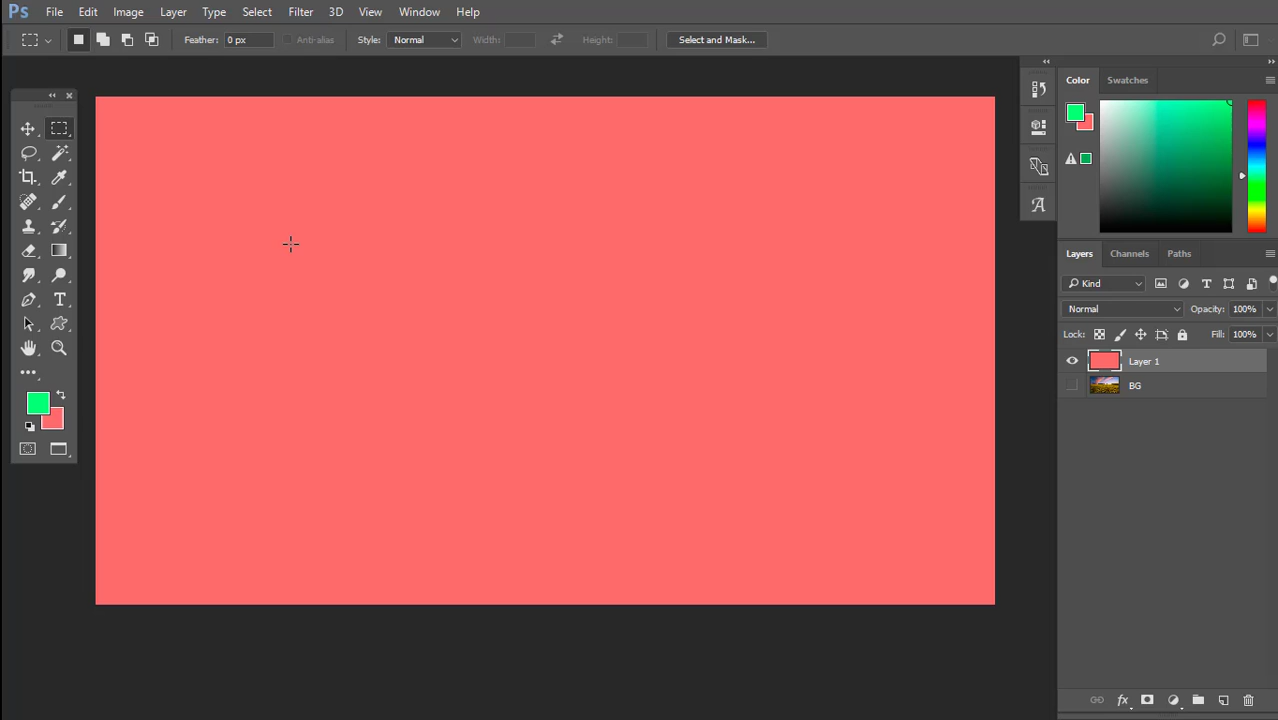 Ps File Edit Image Layer Type Select Filter 3D View Window Help
Feather: 0 px Anti-alias Style: Normal Width: Height: Select and Mask...
Color Swatches
Layers Channels Paths
Kind
Normal Opacity: 100%
Lock: Fill: 100%
Layer 1
BG